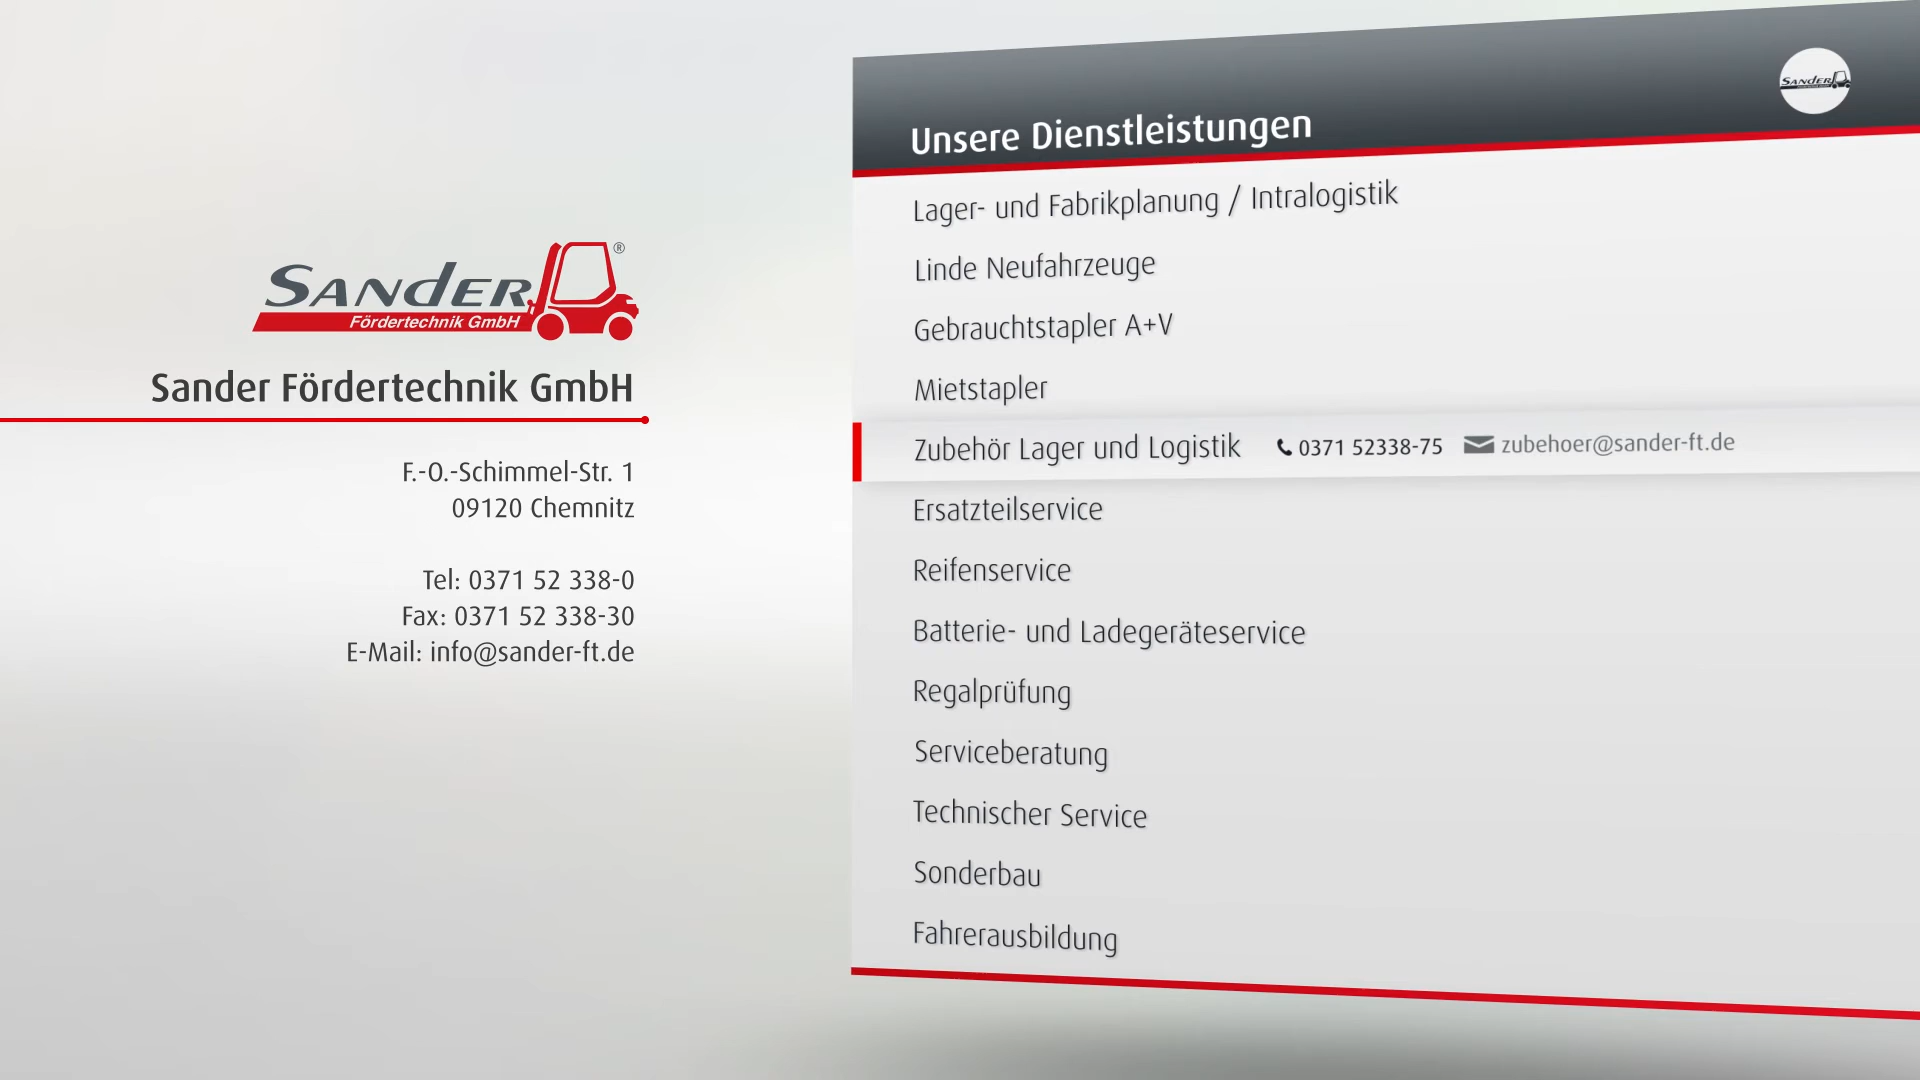 SANDER ®
Fördertechnik GmbH
Sander Fördertechnik GmbH
F.-O.-Schimmel-Str. 1
09120 Chemnitz
Tel: 0371 52 338-0
Fax: 0371 52 338-30
E-Mail: info@sander-ft.de
SANDER
Unsere Dienstleistungen
Lager- und Fabrikplanung / Intralogistik
Linde Neufahrzeuge
Gebrauchtstapler A+V
Mietstapler
Zubehör Lager und Logistik 0371 52338-75 zubehoer@sander-ft.de
Ersatzteilservice
Reifenservice
Batterie- und Ladegeräteservice
Regalprüfung
Serviceberatung
Technischer Service
Sonderbau
Fahrerausbildung